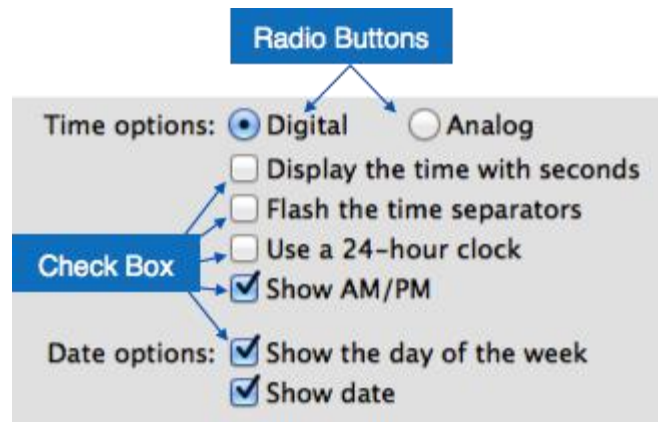 Radio Buttons
Time options: Digital Analog
Display the time with seconds
Flash the time separators
Use a 24-hour clock
Check Box
Show AM/PM
Date options: Show the day of the week
Show date